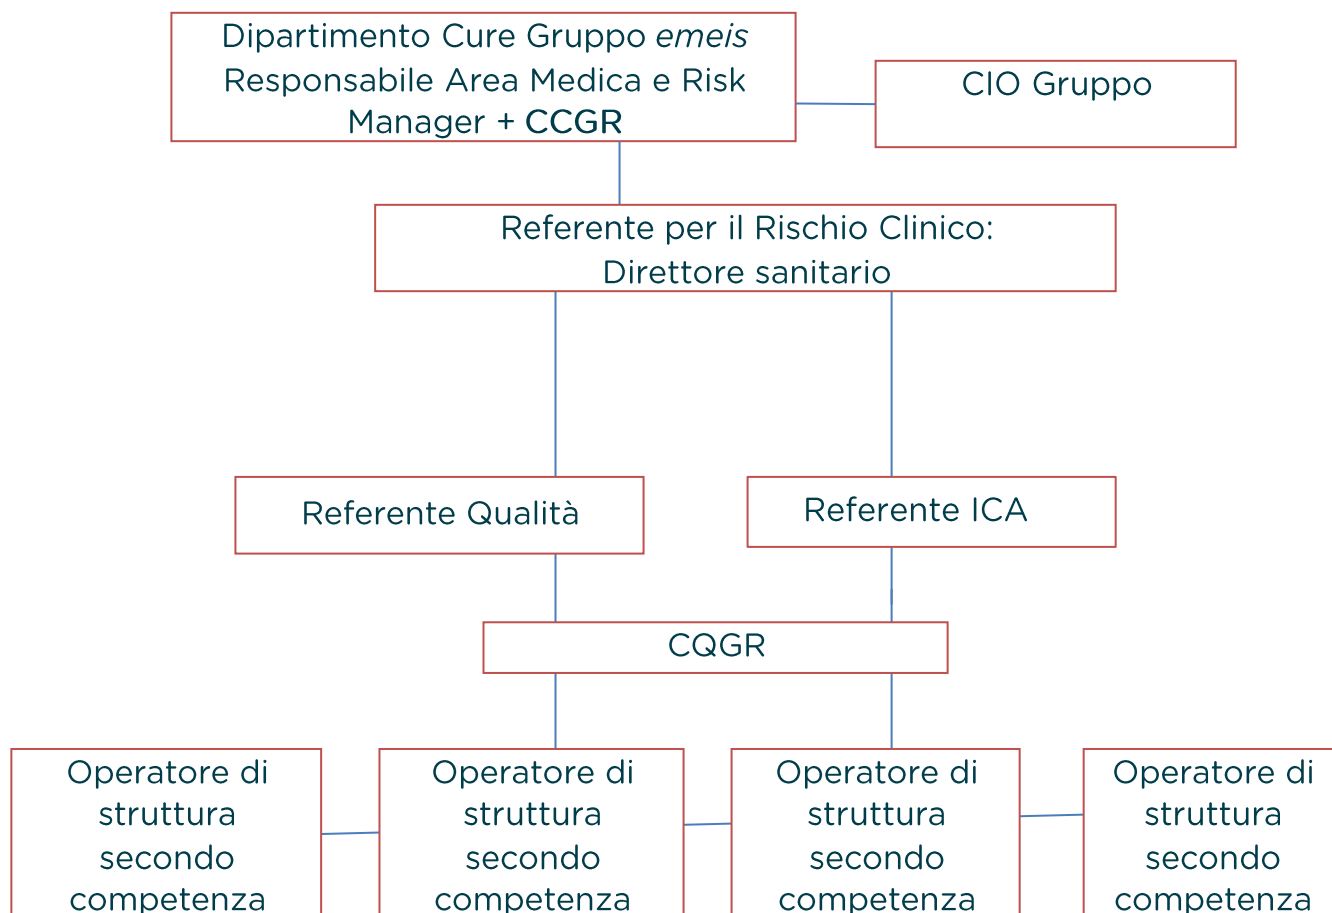 Dipartimento Cure Gruppo emeis
Responsabile Area Medica e Risk
Manager + CCGR
CIO Gruppo
Referente per il Rischio Clinico:
Direttore sanitario
Referente Qualità
Referente ICA
CQGR
Operatore di
struttura
secondo
competenza
Operatore di
struttura
secondo
competenza
Operatore di
struttura
secondo
competenza
Operatore di
struttura
secondo
competenza